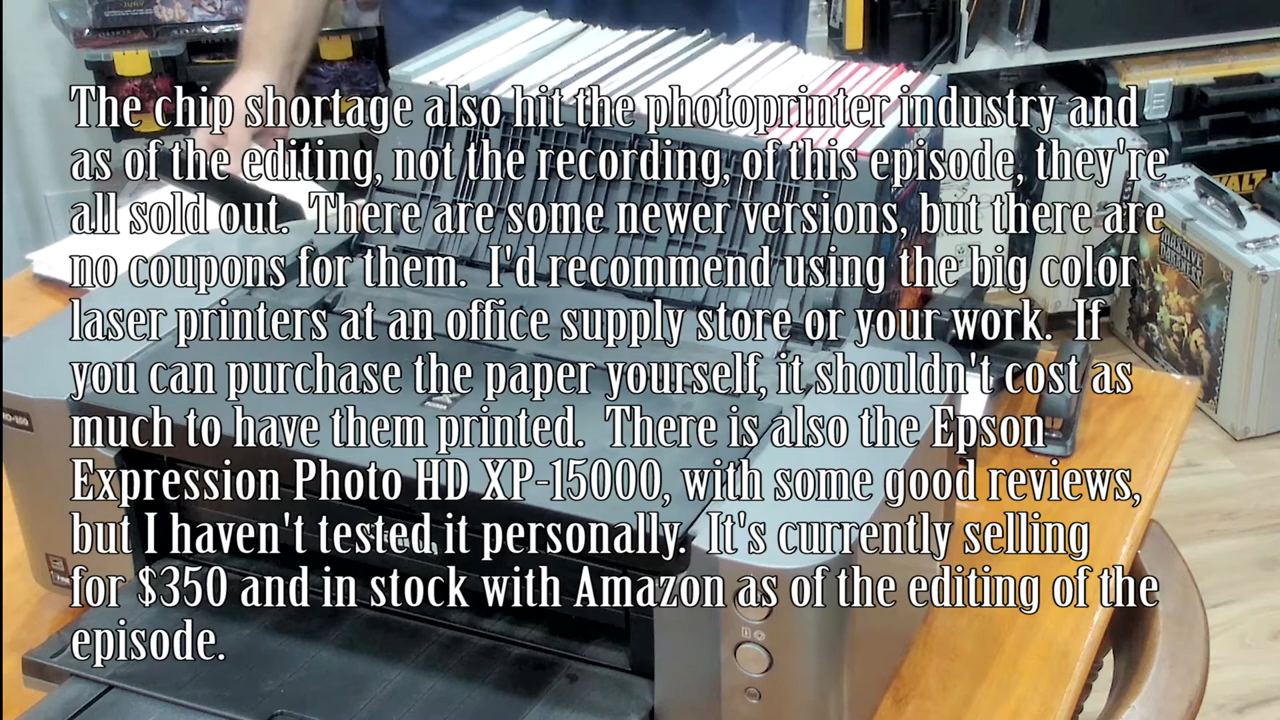 The chip shortage also hit the photoprinter industry and
as of the editing, not the recording, of this episode, they're
all sold out. There are some newer versions, but there are
no coupons for them. I'd recommend using the big color
laser printers at an office supply store or your work. If
you can purchase the paper yourself, it shouldn't cost as
much to have them printed. There is also the Epson
Expression Photo HD XP-15000, with some good reviews,
but I haven't tested it personally. It's currently selling
for $350 and in stock with Amazon as of the editing of the
episode.
MASSIVE
DARKNESS